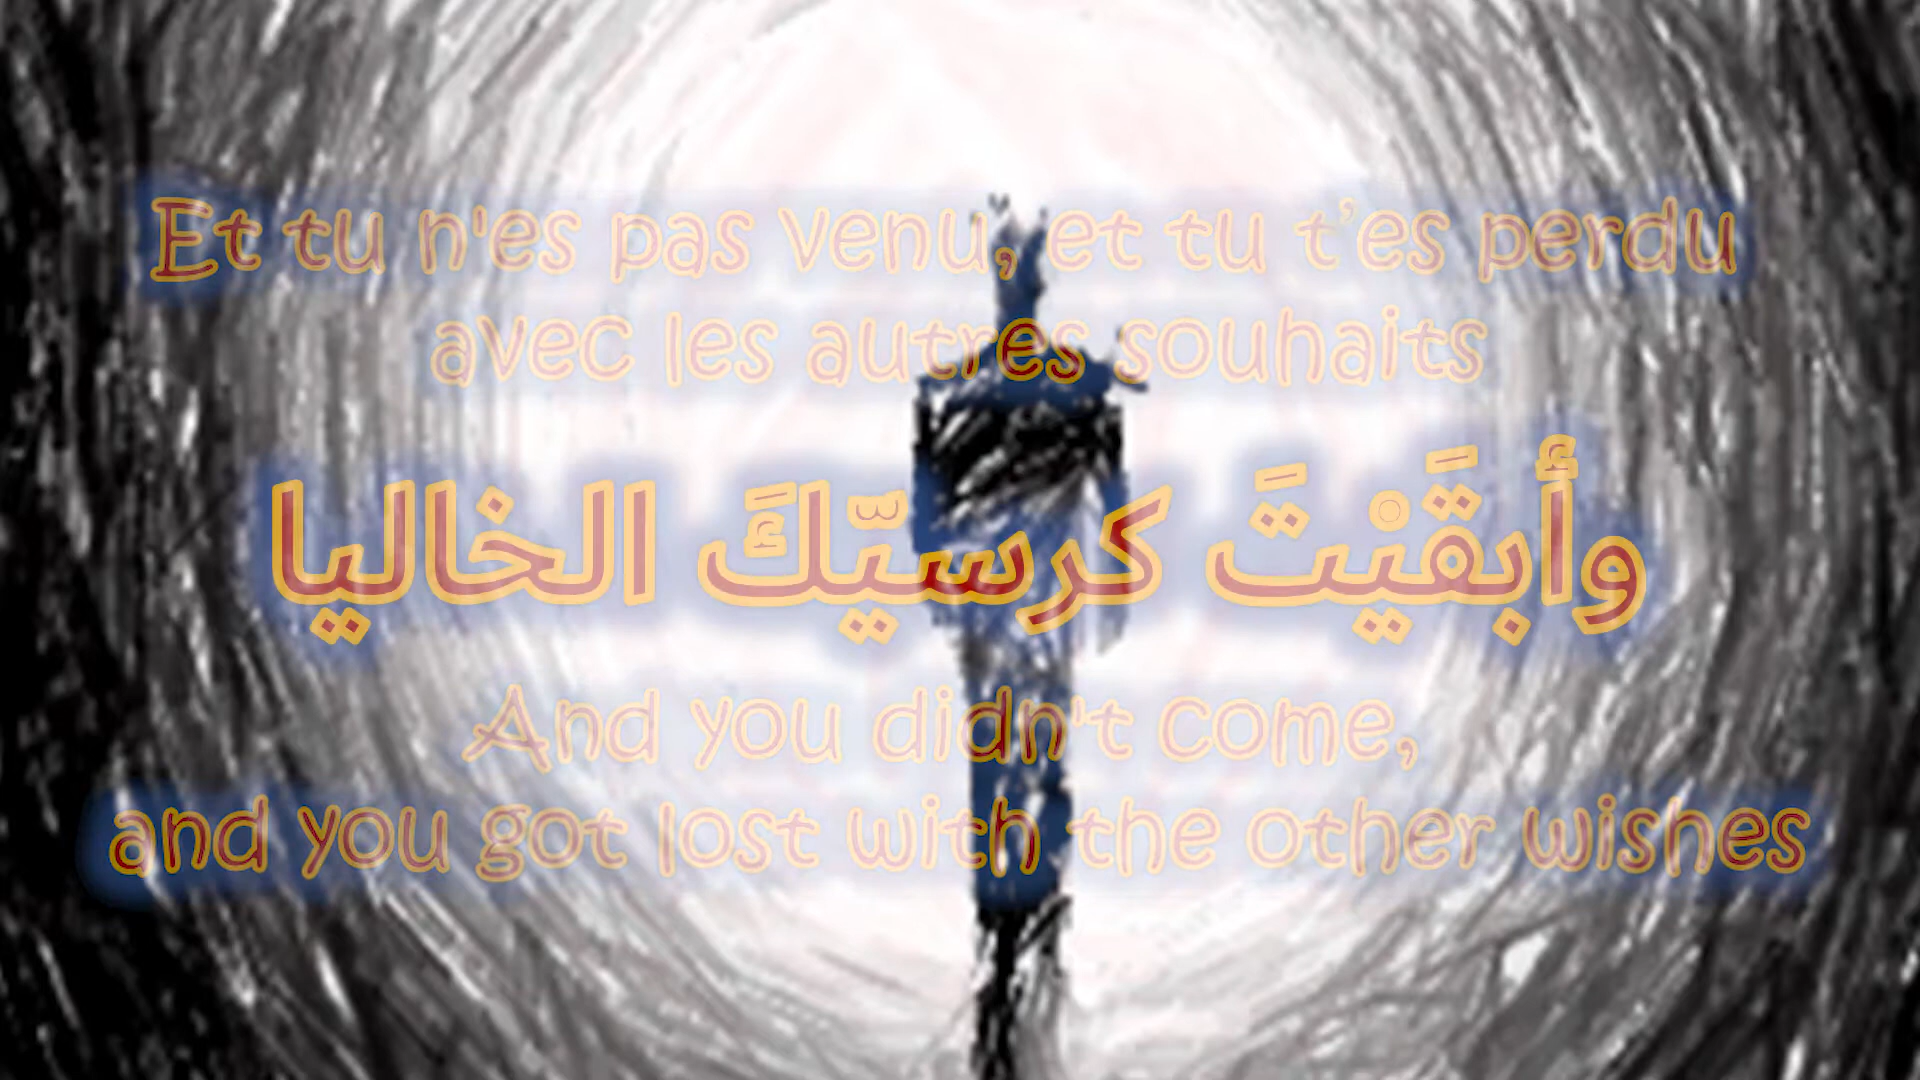 Et tu n'es pas venu, et tu t’es perdu
avec les autres souhaits
وأبقَيْتَ كرسيّكَ الخاليا
And you didn't come,
and you got lost with the other wishes